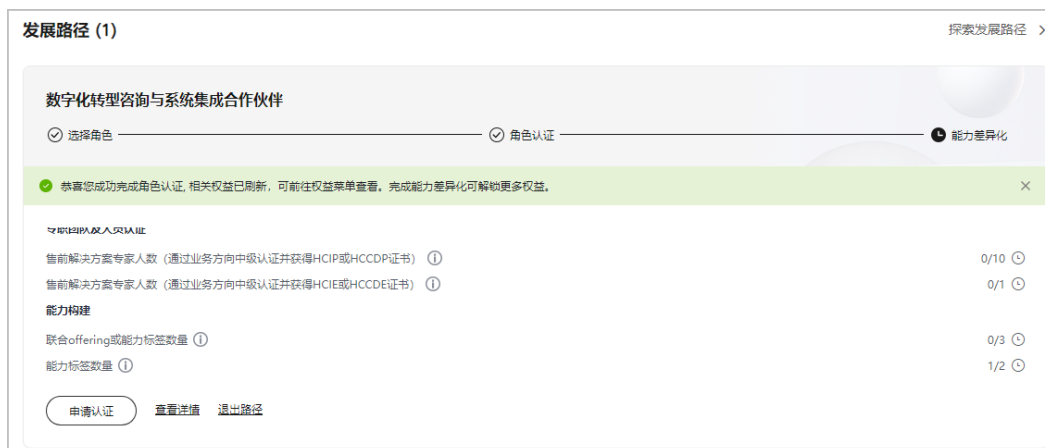 发展路径 (1)
探索发展路径 >
数字化转型咨询与系统集成合作伙伴
选择角色
角色认证
能力差异化
恭喜您成功完成角色认证, 相关权益已刷新，可前往权益菜单查看。完成能力差异化可解锁更多权益。
专职团队及人员认证
售前解决方案专家人数（通过业务方向中级认证并获得HCIP或HCCDP证书）
0/10
售前解决方案专家人数（通过业务方向中级认证并获得HCIE或HCCDE证书）
0/1
能力构建
联合offering或能力标签数量
0/3
能力标签数量
1/2
申请认证
查看详情
退出路径